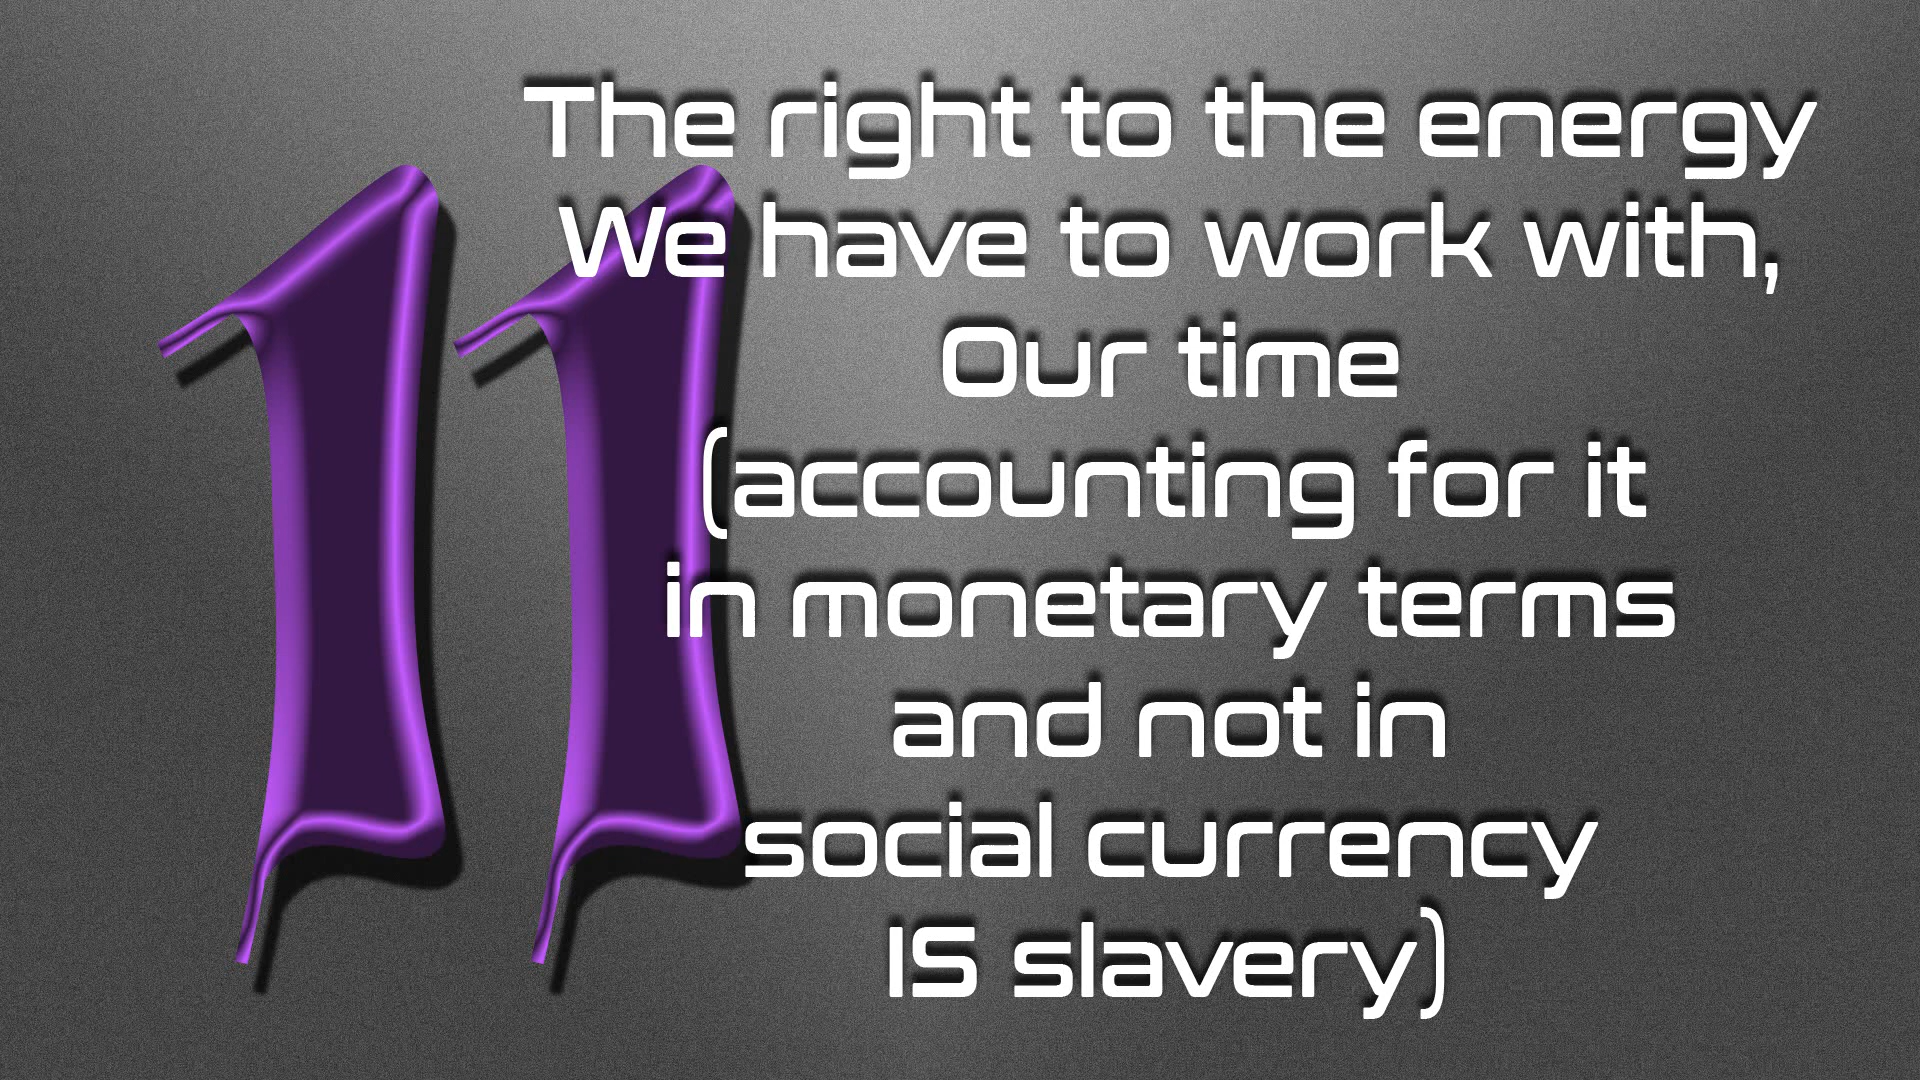 11
The right to the energy
We have to work with,
Our time
(accounting for it
in monetary terms
and not in
social currency
IS slavery)